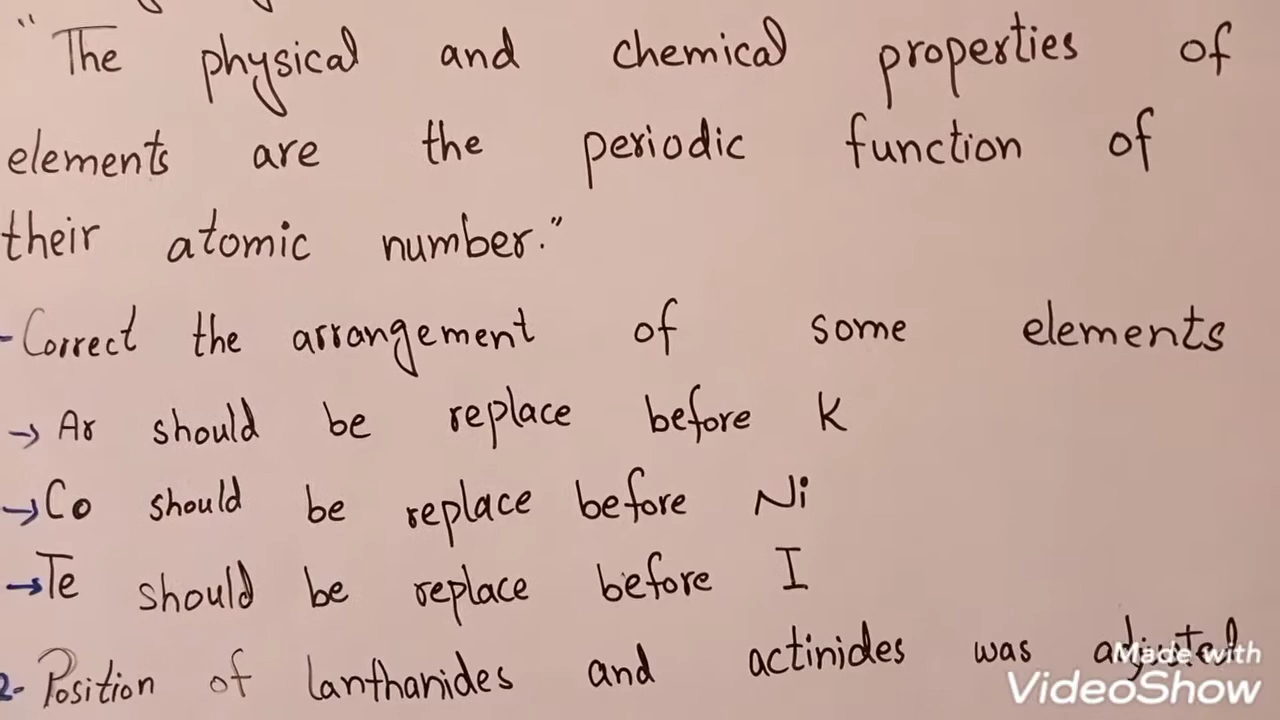 "The physical and chemical properties of
elements are the periodic function of
their atomic number."
-Correct the arrangement of some elements
→ Ar should be replace before K
→ Co should be replace before Ni
→ Te should be replace before I
2- Position of lanthanides and actinides was adjusted
Made with
VideoShow